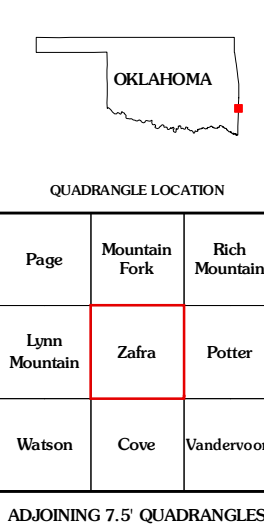 OKLAHOMA
QUADRANGLE LOCATION
Page
Mountain
Fork
Rich
Mountain
Lynn
Mountain
Zafra
Potter
Watson
Cove
Vandervoor
ADJOINING 7.5' QUADRANGLES